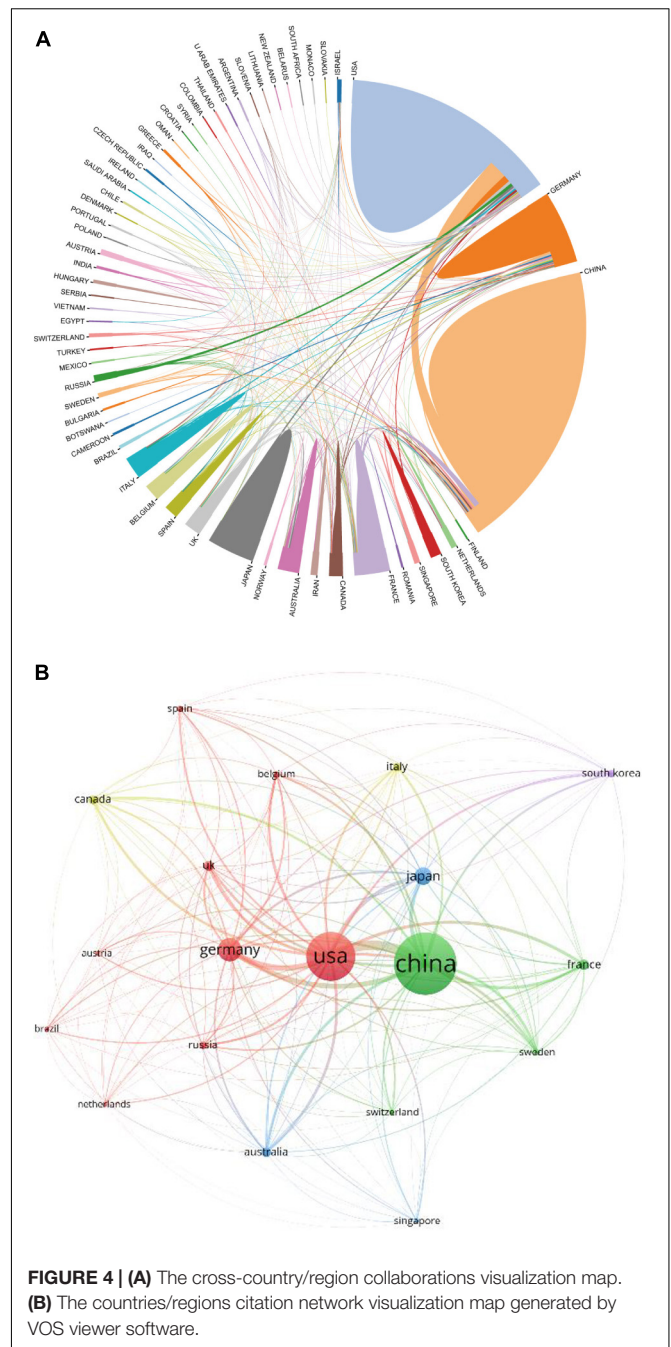 A
SLOVAKIA
ISRAEL
USA
GERMANY
CHINA
FINLAND
NETHERLANDS
SOUTH KOREA
SINGAPORE
ROMANIA
FRANCE
CANADA
IRAN
AUSTRALIA
NORWAY
JAPAN
UK
SPAIN
BELGIUM
ITALY
BRAZIL
CAMEROON
BOTSWANA
BULGARIA
SWEDEN
RUSSIA
MEXICO
TURKEY
SWITZERLAND
EGYPT
VIETNAM
SERBIA
HUNGARY
INDIA
AUSTRIA
POLAND
PORTUGAL
DENMARK
CHILE
SAUDI ARABIA
IRELAND
CZECH REPUBLIC
IRAQ
GREECE
OMAN
CROATIA
SYRIA
COLOMBIA
THAILAND
U ARAB EMIRATES
ARGENTINA
SLOVENIA
LITHUANIA
NEW ZEALAND
BELARUS
SOUTH AFRICA
MONACO
B
spain
belgium
italy
south korea
canada
uk
japan
austria
germany
usa
china
france
brazil
russia
sweden
netherlands
switzerland
australia
singapore
FIGURE 4 | (A) The cross-country/region collaborations visualization map.
(B) The countries/regions citation network visualization map generated by
VOS viewer software.